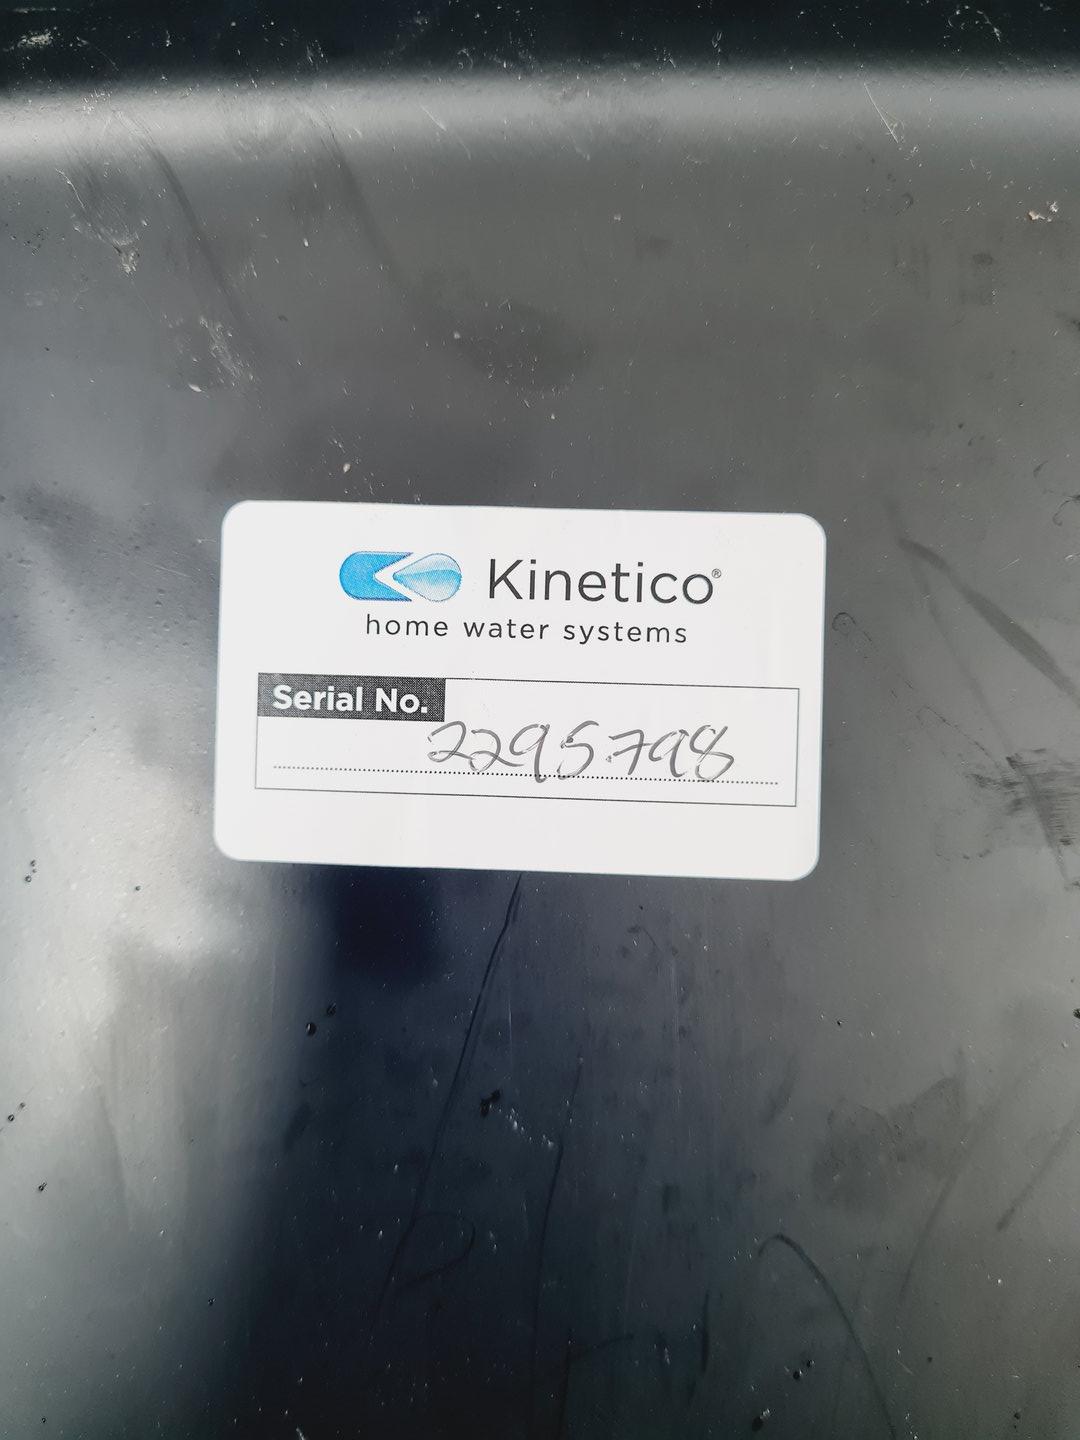 Kinetico®
home water systems
Serial No.
2295798